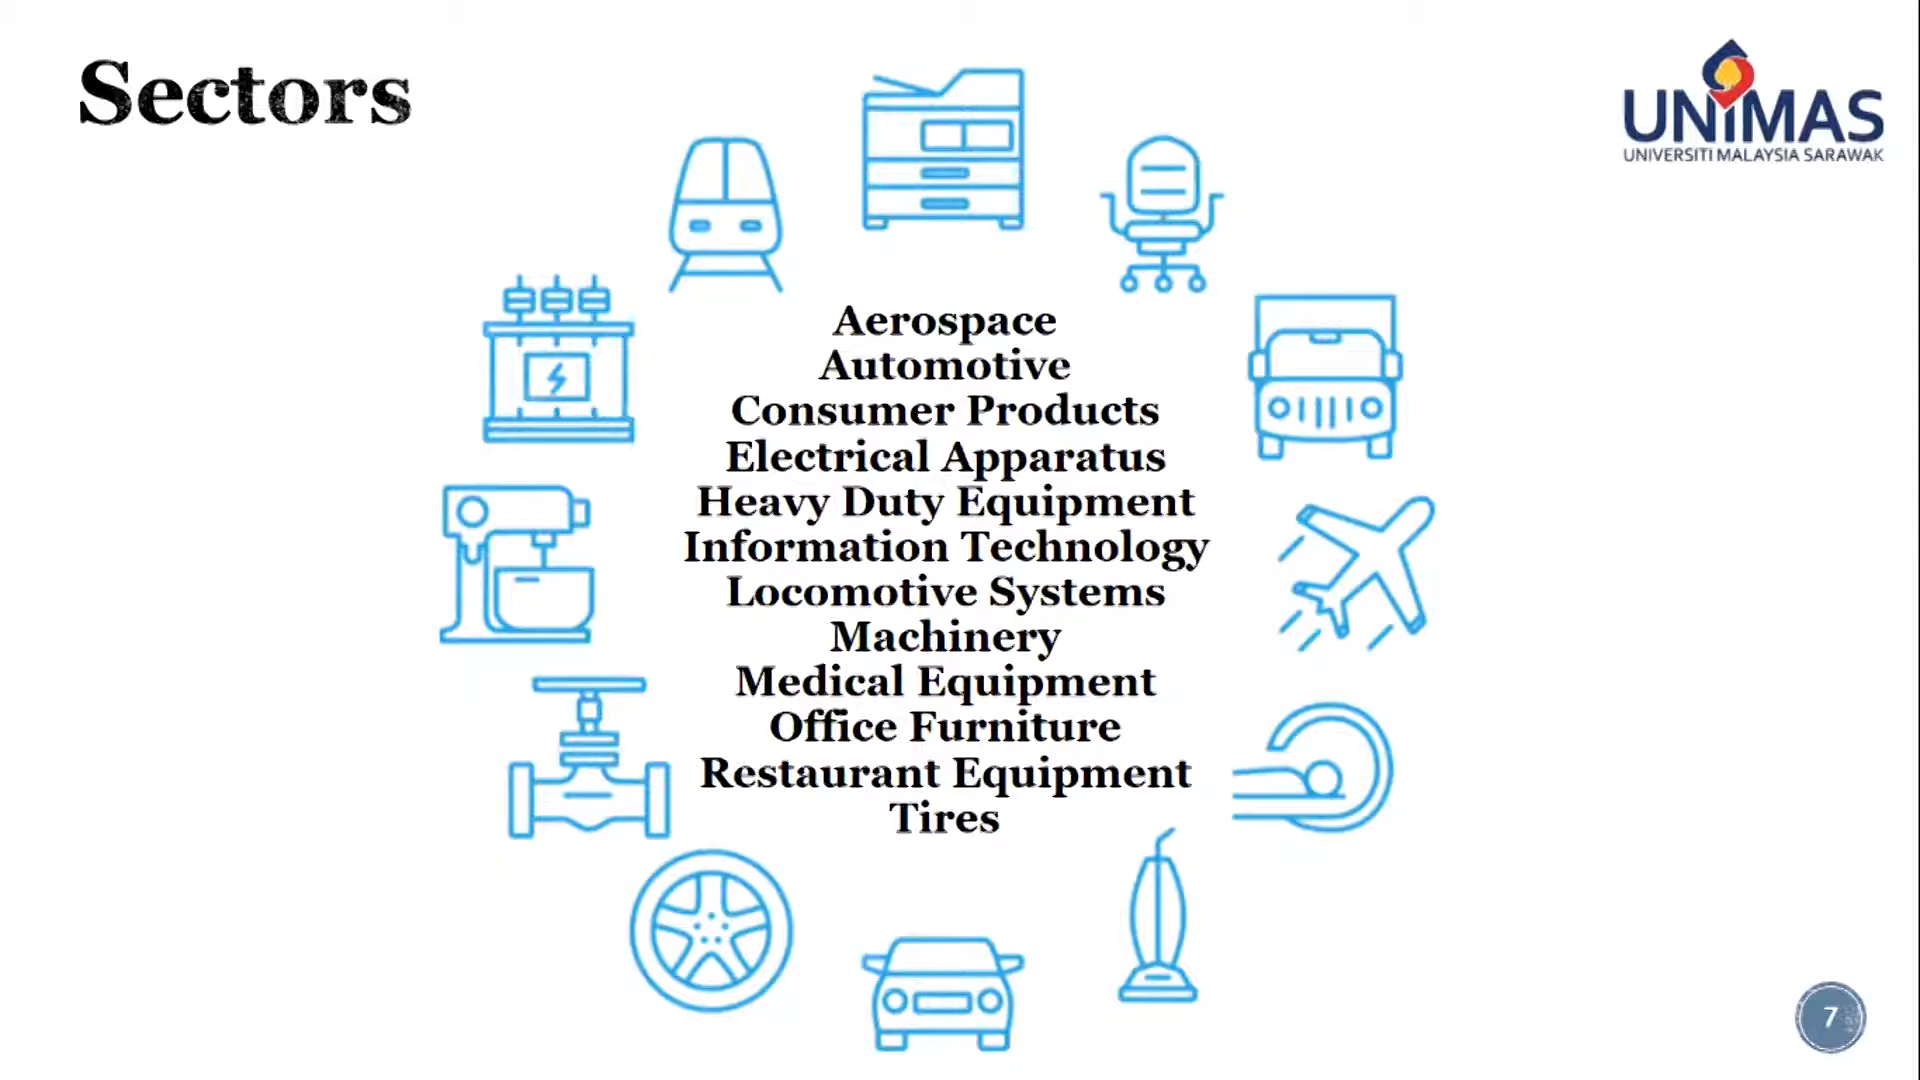 Sectors
UNIMAS
UNIVERSITI MALAYSIA SARAWAK
Aerospace
Automotive
Consumer Products
Electrical Apparatus
Heavy Duty Equipment
Information Technology
Locomotive Systems
Machinery
Medical Equipment
Office Furniture
Restaurant Equipment
Tires
7